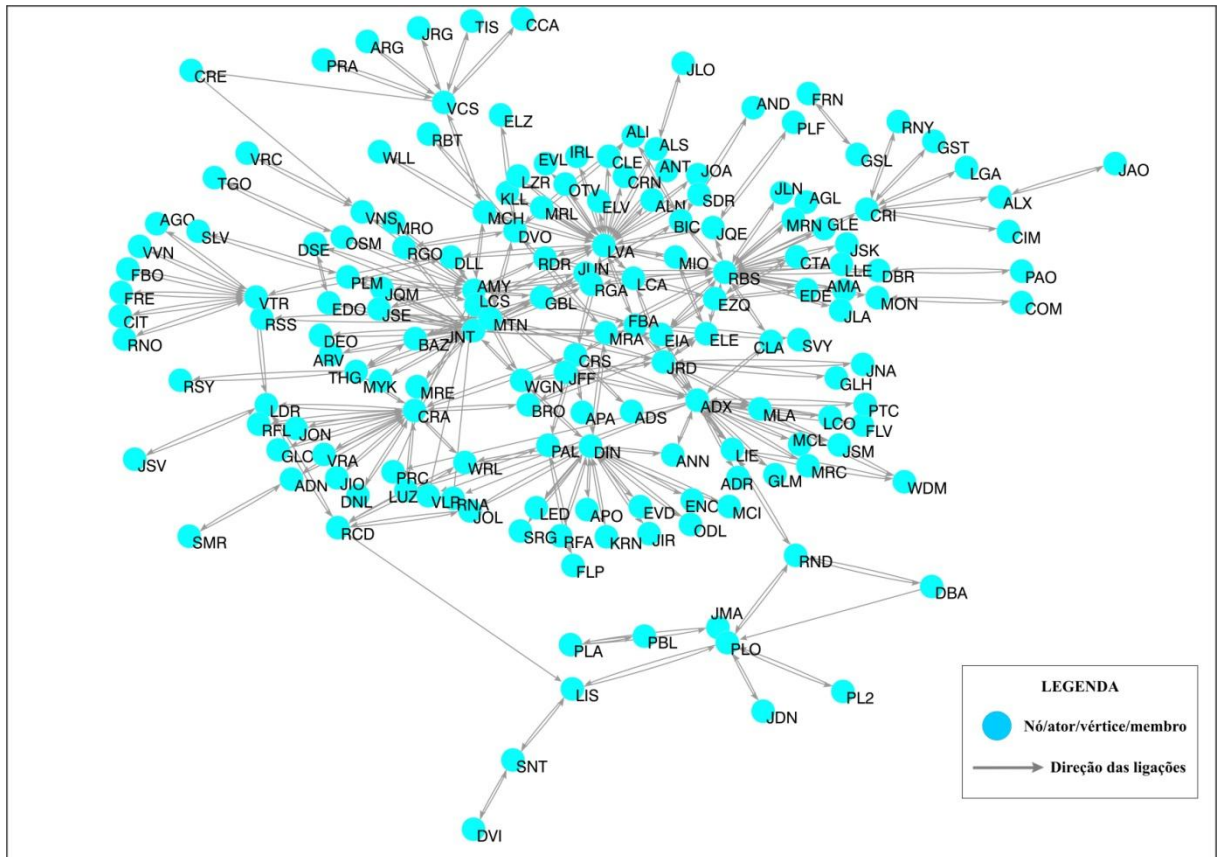 TIS
CCA
JRG
ARG
PRA
CRE
JLO
VCS
AND
FRN
ELZ
PLF
RNY
RBT
ALI
GST
ALS
WLL
IRL
CLE
GSL
VRC
EVL
ANT
JOA
LGA
JAO
TGO
LZR
CRN
KLL
OTV
JLN
SDR
ALX
ELV
ALN
AGL
MRL
VNS
MCH
BIC
CRI
AGO
MRO
MRN
GLE
SLV
JQE
CIM
OSM
DVO
DSE
RGO
LVA
JSK
VVN
DLL
RDR
MIO
CTA
JUN
LLE
FBO
RBS
DBR
PAO
PLM
AMY
RGA
LCA
AMA
FRE
JQM
EDE
VTR
LCS
GBL
EZQ
MON
COM
EDO
JSE
JLA
CIT
RSS
MTN
FBA
RNO
DEO
BAZ
JNT
MRA
EIA
ELE
CLA
SVY
ARV
CRS
JRD
JNA
THG
JFF
RSY
MYK
MRE
WGN
GLH
LDR
CRA
BRO
APA
ADS
ADX
MLA
PTC
LCO
RFL
JON
FLV
GLC
PAL
DIN
MCL
JSM
JSV
VRA
WRL
ANN
LIE
PRC
MRC
ADN
JIO
ADR
GLM
WDM
DNL
LUZ
VLR
RNA
LED
APO
EVD
ENC
MCI
JOL
RCD
SRG
RFA
KRN
JIR
ODL
SMR
FLP
RND
DBA
JMA
PLA
PBL
PLO
LIS
PL2
JDN
SNT
DVI
LEGENDA
Nó/ator/vértice/membro
Direção das ligações